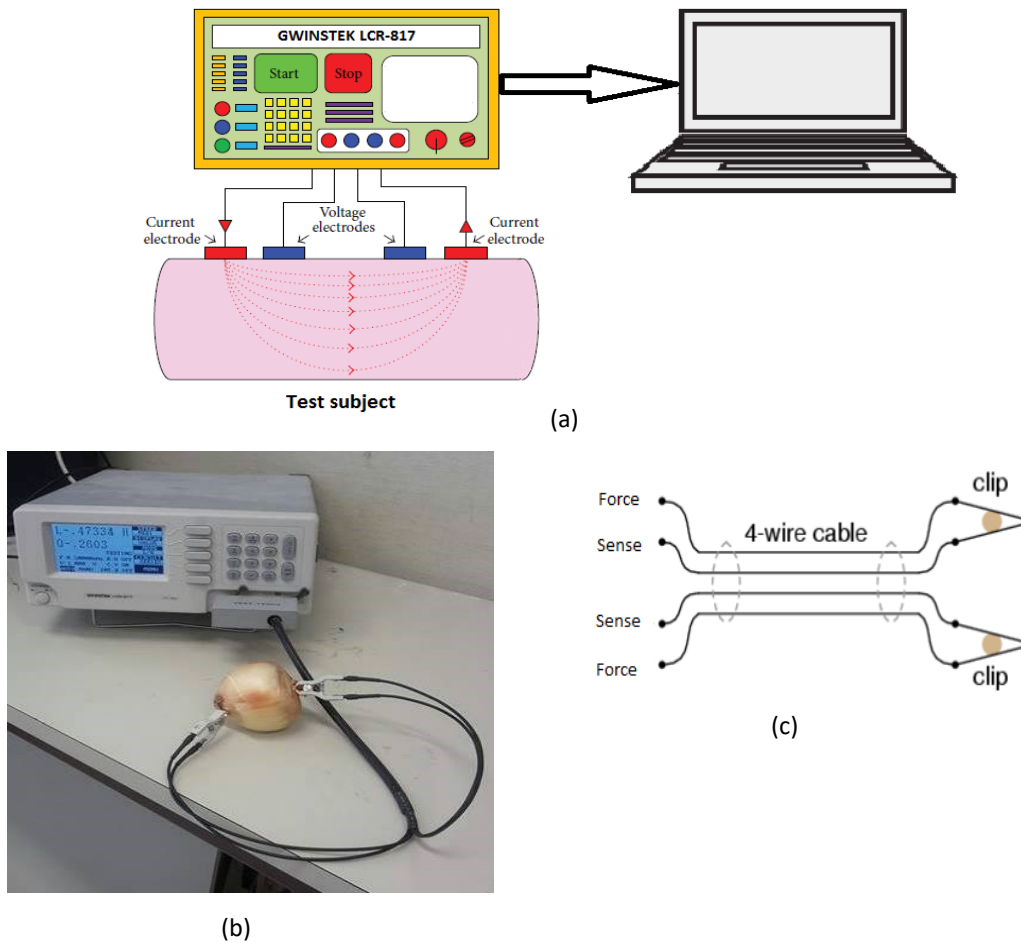 GWINSTEK LCR-817
Start
Stop
Current
electrode
Voltage
electrodes
Current
electrode
Test subject
(a)
(b)
Force
Sense
4-wire cable
clip
Sense
Force
clip
(c)